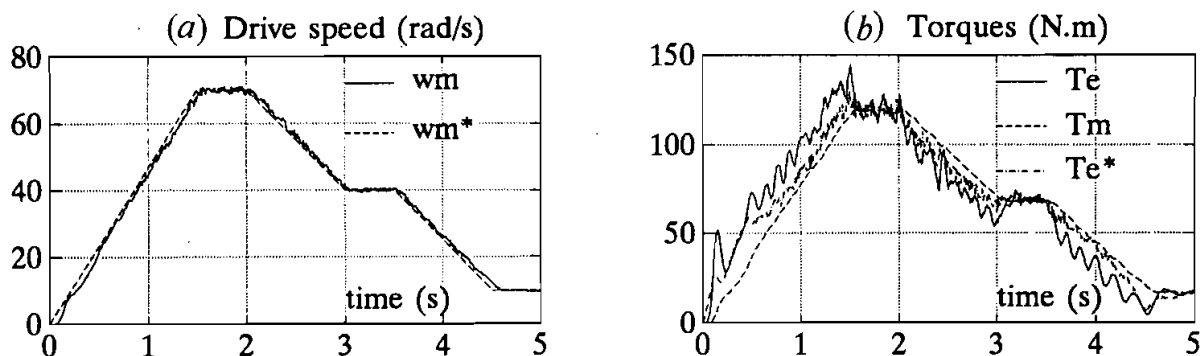 (a) Drive speed (rad/s)
80
60
40
20
0
wm
wm*
time (s)
0 1 2 3 4 5
(b) Torques (N.m)
150
100
50
0
Te
Tm
Te*
time (s)
0 1 2 3 4 5